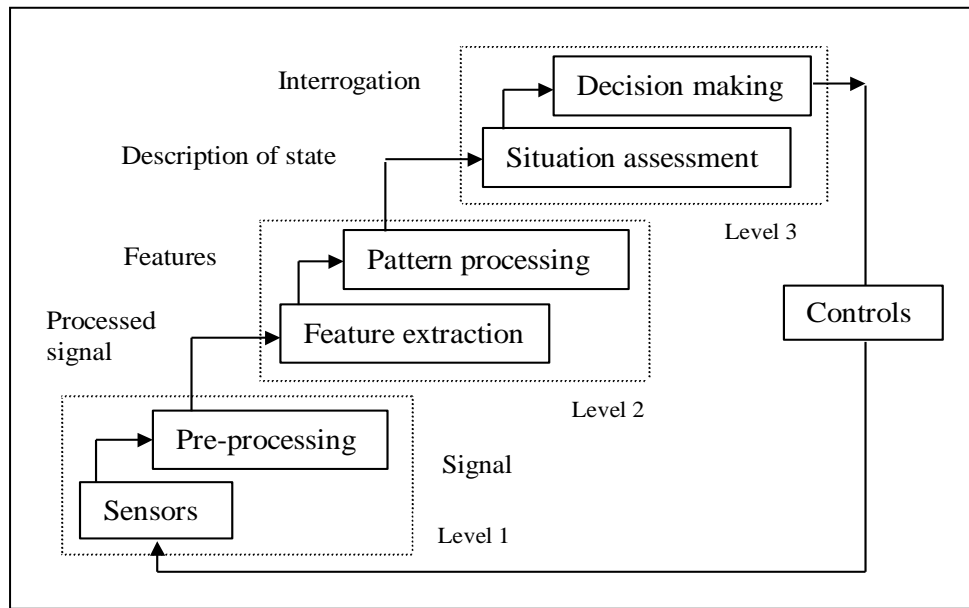 Interrogation
Decision making
Description of state
Situation assessment
Level 3
Features
Pattern processing
Controls
Processed
signal
Feature extraction
Level 2
Pre-processing
Signal
Sensors
Level 1